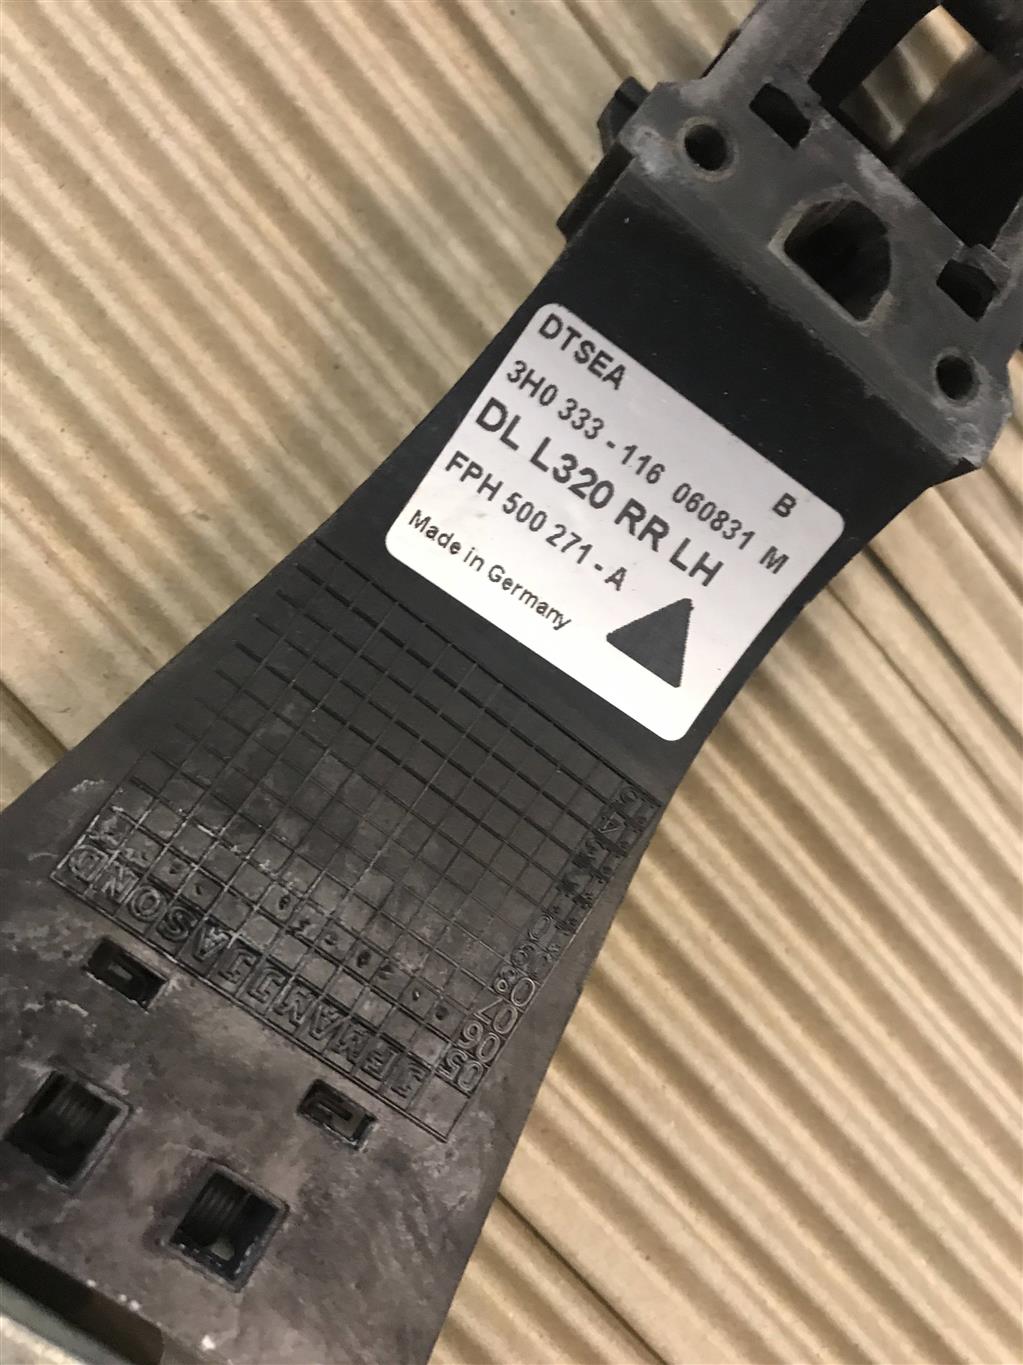 DTSEA
B
3H0 333 - 116 060831 M
DL L320 RR LH
FPH 500 271 - A
Made in Germany
05
06
07
08
JFMAMJJASOND